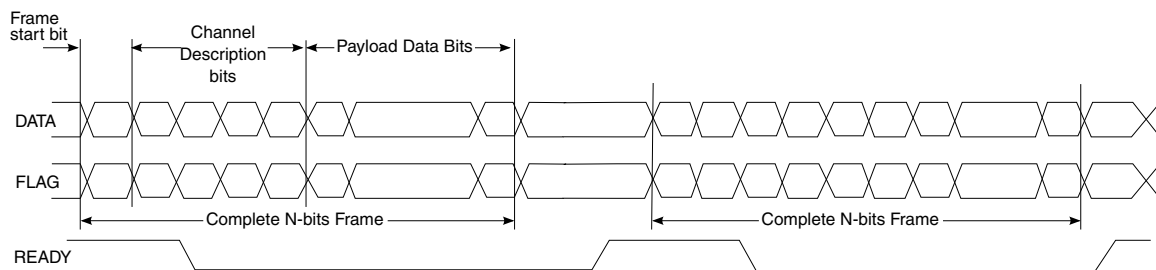 Frame
start bit
Channel
Description
bits
Payload Data Bits
DATA
FLAG
Complete N-bits Frame
Complete N-bits Frame
READY